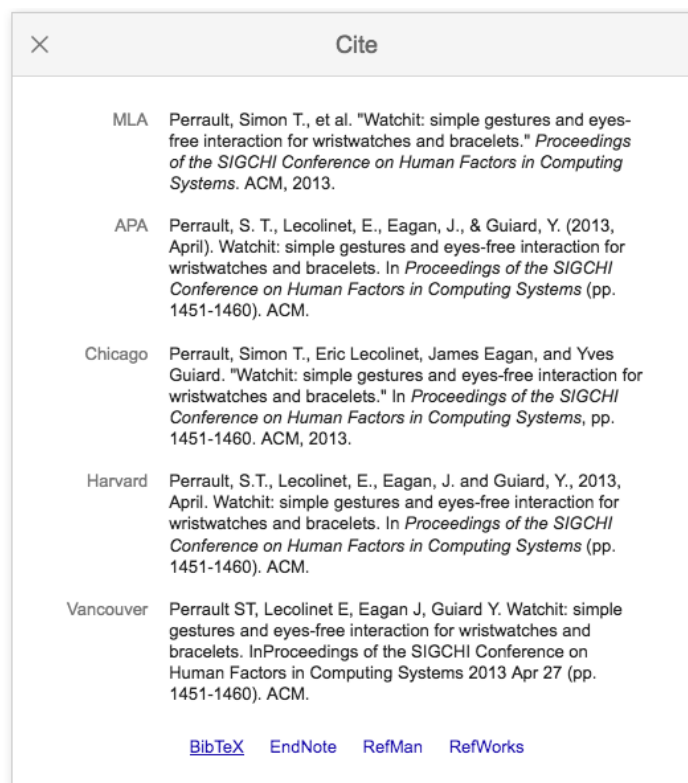 Cite
MLA Perrault, Simon T., et al. "Watchit: simple gestures and eyes-
free interaction for wristwatches and bracelets." Proceedings
of the SIGCHI Conference on Human Factors in Computing
Systems. ACM, 2013.
APA Perrault, S. T., Lecolinet, E., Eagan, J., & Guiard, Y. (2013,
April). Watchit: simple gestures and eyes-free interaction for
wristwatches and bracelets. In Proceedings of the SIGCHI
Conference on Human Factors in Computing Systems (pp.
1451-1460). ACM.
Chicago Perrault, Simon T., Eric Lecolinet, James Eagan, and Yves
Guiard. "Watchit: simple gestures and eyes-free interaction for
wristwatches and bracelets." In Proceedings of the SIGCHI
Conference on Human Factors in Computing Systems, pp.
1451-1460. ACM, 2013.
Harvard Perrault, S.T., Lecolinet, E., Eagan, J. and Guiard, Y., 2013,
April. Watchit: simple gestures and eyes-free interaction for
wristwatches and bracelets. In Proceedings of the SIGCHI
Conference on Human Factors in Computing Systems (pp.
1451-1460). ACM.
Vancouver Perrault ST, Lecolinet E, Eagan J, Guiard Y. Watchit: simple
gestures and eyes-free interaction for wristwatches and
bracelets. InProceedings of the SIGCHI Conference on
Human Factors in Computing Systems 2013 Apr 27 (pp.
1451-1460). ACM.
BibTeX EndNote RefMan RefWorks